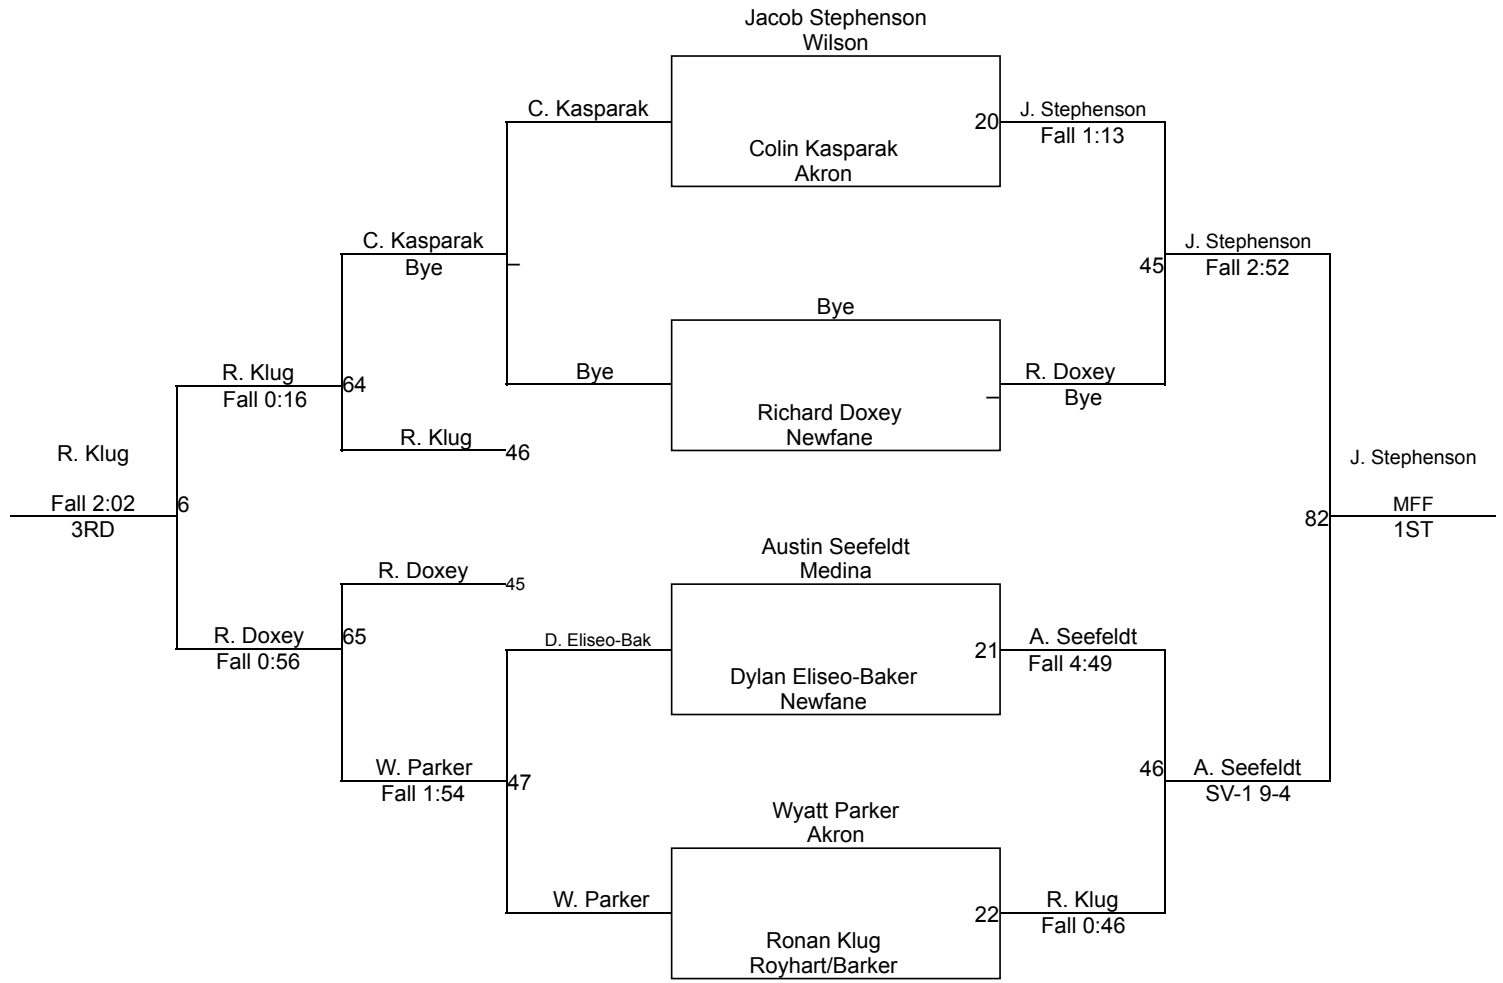 Jacob Stephenson
Wilson
C. Kasparak
20
J. Stephenson
Fall 1:13
Colin Kasparak
Akron
C. Kasparak
Bye
–
45
J. Stephenson
Fall 2:52
Bye
R. Klug
Fall 0:16
64
Bye
R. Doxey
Bye
–
Richard Doxey
Newfane
R. Klug
46
R. Klug
Fall 2:02
3RD
6
J. Stephenson
82
MFF
1ST
Austin Seefeldt
Medina
R. Doxey
45
R. Doxey
Fall 0:56
65
D. Eliseo-Bak
21
A. Seefeldt
Fall 4:49
Dylan Eliseo-Baker
Newfane
W. Parker
Fall 1:54
47
46
A. Seefeldt
SV-1 9-4
Wyatt Parker
Akron
W. Parker
22
R. Klug
Fall 0:46
Ronan Klug
Royhart/Barker